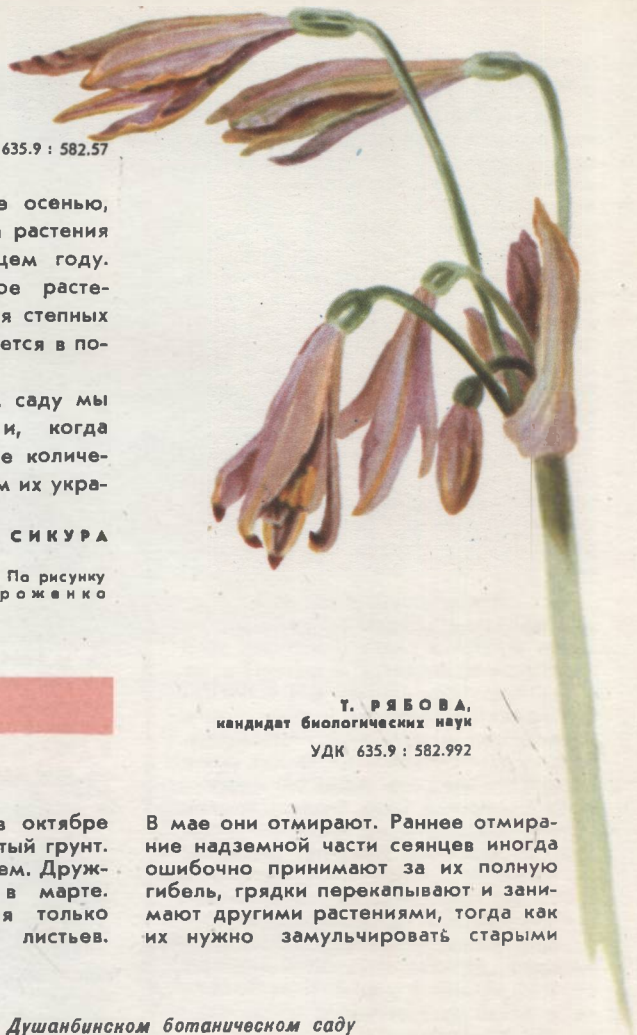 635.9 : 582.57
е осенью,
растения
щем году.
ое расте-
я степных
ется в по-
саду мы
и, когда
е количе-
м их укра-
СИКУРА
По рисунку
роженко
Т. РЯБОВА,
кандидат биологических наук
УДК 635.9 : 582.992
в октябре
тый грунт.
ем. Друж-
в марте.
я только
листьев.
В мае они отмирают. Раннее отмира-
ние надземной части сеянцев иногда
ошибочно принимают за их полную
гибель, грядки перекапывают и зани-
мают другими растениями, тогда как
их нужно замульчировать старыми
Душанбинском ботаническом саду